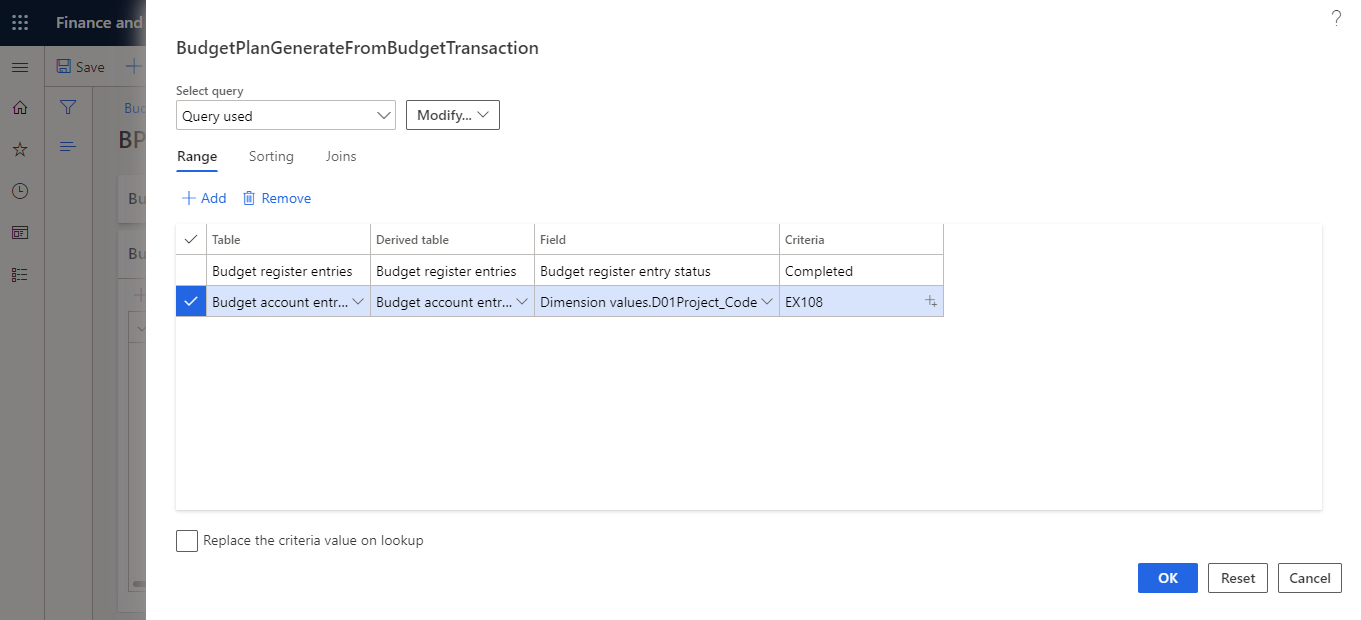 Finance and
?
BudgetPlanGenerateFromBudgetTransaction
Save
Select query
Query used
Modify...
Bud
BP
Range Sorting Joins
Add Remove
Bu
Table Derived table Field Criteria
Bu
Budget register entries Budget register entries Budget register entry status Completed
Budget account entr... Budget account entr... Dimension values.D01Project_Code EX108
Replace the criteria value on lookup
OK Reset Cancel